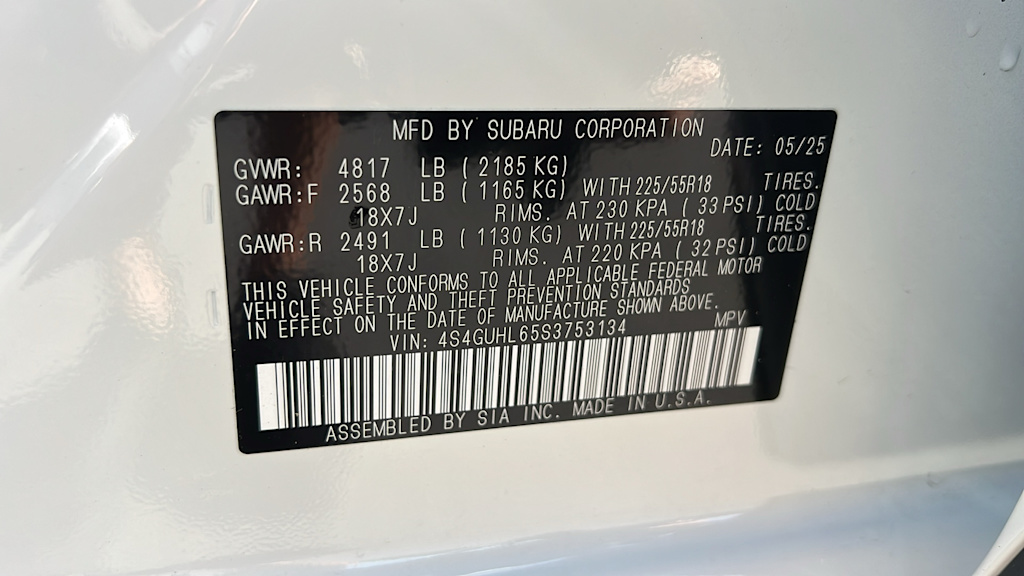 MFD BY SUBARU CORPORATION
DATE: 05/25
GVWR: 4817 LB ( 2185 KG)
GAWR:F 2568 LB ( 1165 KG) WITH 225/55R18 TIRES.
18X7J RIMS. AT 230 KPA ( 33 PSI) COLD
GAWR:R 2491 LB ( 1130 KG) WITH 225/55R18 TIRES.
18X7J RIMS. AT 220 KPA ( 32 PSI) COLD
THIS VEHICLE CONFORMS TO ALL APPLICABLE FEDERAL MOTOR
VEHICLE SAFETY AND THEFT PREVENTION STANDARDS
IN EFFECT ON THE DATE OF MANUFACTURE SHOWN ABOVE.
VIN: 4S4GUHL65S3753134 MPV
ASSEMBLED BY SIA INC. MADE IN U.S.A.